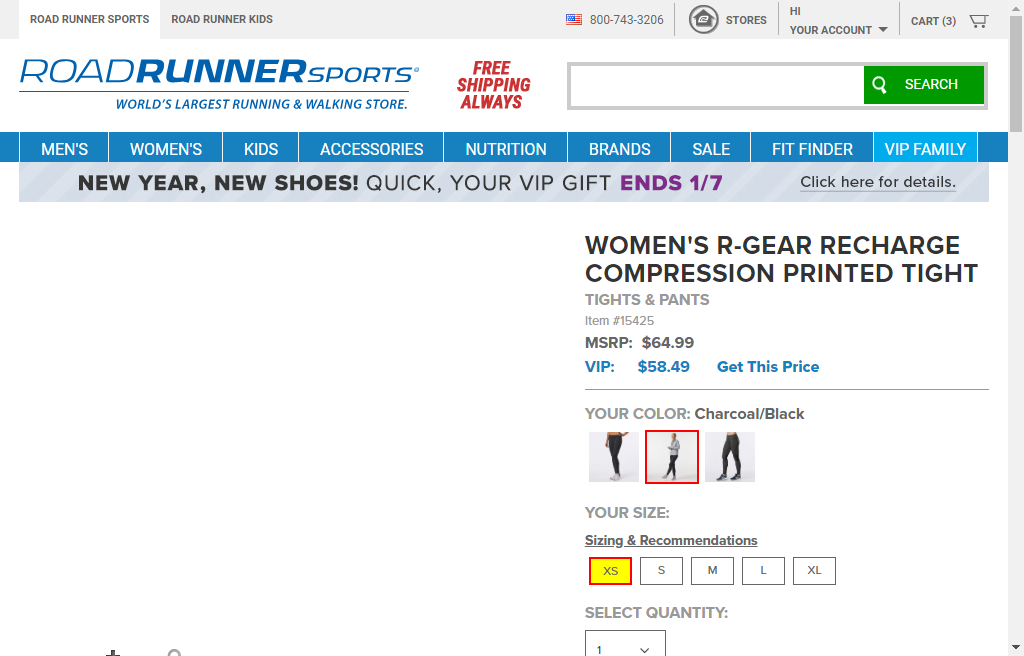 ROAD RUNNER SPORTS
ROAD RUNNER KIDS
800-743-3206
STORES
HI
YOUR ACCOUNT
CART (3)
ROADRUNNERSPORTS
WORLD'S LARGEST RUNNING & WALKING STORE.
FREE
SHIPPING
ALWAYS
SEARCH
MEN'S WOMEN'S KIDS ACCESSORIES NUTRITION BRANDS SALE FIT FINDER VIP FAMILY
NEW YEAR, NEW SHOES! QUICK, YOUR VIP GIFT ENDS 1/7 Click here for details.
WOMEN'S R-GEAR RECHARGE
COMPRESSION PRINTED TIGHT
TIGHTS & PANTS
Item #15425
MSRP: $64.99
VIP: $58.49 Get This Price
YOUR COLOR: Charcoal/Black
YOUR SIZE:
Sizing & Recommendations
XS S M L XL
SELECT QUANTITY:
1